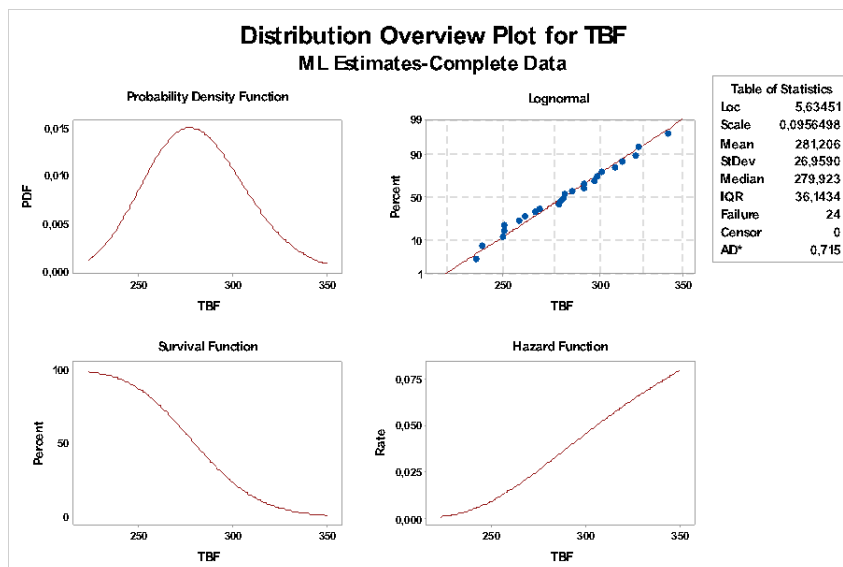 Distribution Overview Plot for TBF
ML Estimates-Complete Data
Probability Density Function
0,015
0,010
0,005
0,000
PDF
250
300
350
TBF
Lognormal
99
90
50
10
1
Percent
250
300
350
TBF
Table of Statistics
Loc 5,63451
Scale 0,0956498
Mean 281,206
StDev 26,9590
Median 279,923
IQR 36,1434
Failure 24
Censor 0
AD* 0,715
Survival Function
100
50
0
Percent
250
300
350
TBF
Hazard Function
0,075
0,050
0,025
0,000
Rate
250
300
350
TBF